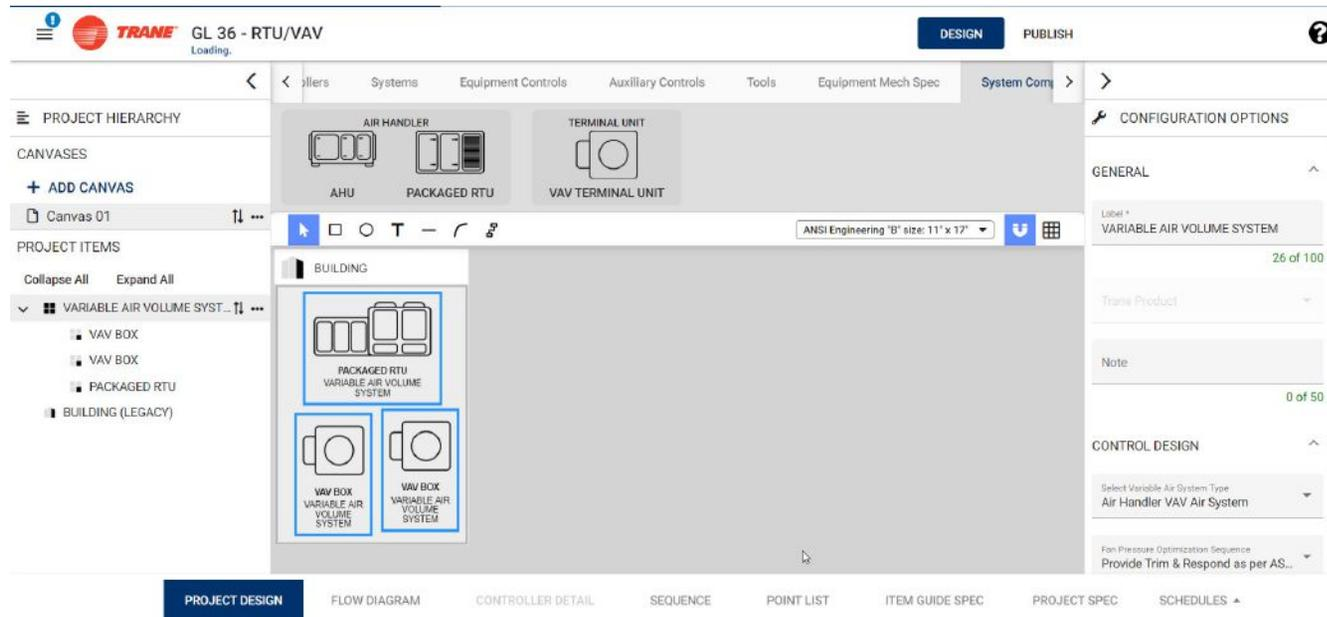 TRANE
GL 36 - RTU/VAV
Loading.
DESIGN
PUBLISH
Systems
Equipment Controls
Auxiliary Controls
Tools
Equipment Mech Spec
System
PROJECT HIERARCHY
CANVASES
+ ADD CANVAS
Canvas 01
PROJECT ITEMS
Collapse All
Expand All
VARIABLE AIR VOLUME SYST...
VAV BOX
VAV BOX
PACKAGED RTU
BUILDING (LEGACY)
AIR HANDLER
AHU
PACKAGED RTU
TERMINAL UNIT
VAV TERMINAL UNIT
T
ANSI Engineering "B" size: 11" x 17"
BUILDING
PACKAGED RTU
VARIABLE AIR VOLUME
SYSTEM
VAV BOX
VARIABLE AIR
VOLUME
SYSTEM
VAV BOX
VARIABLE AIR
VOLUME
SYSTEM
CONFIGURATION OPTIONS
GENERAL
Label *
VARIABLE AIR VOLUME SYSTEM
26 of 100
Trane Product
Note
0 of 50
CONTROL DESIGN
Select Variable Air System Type
Air Handler VAV Air System
Fan Pressure Optimization Sequence
Provide Trim & Respond as per AS...
PROJECT DESIGN
FLOW DIAGRAM
CONTROLLER DETAIL
SEQUENCE
POINT LIST
ITEM GUIDE SPEC
PROJECT SPEC
SCHEDULES